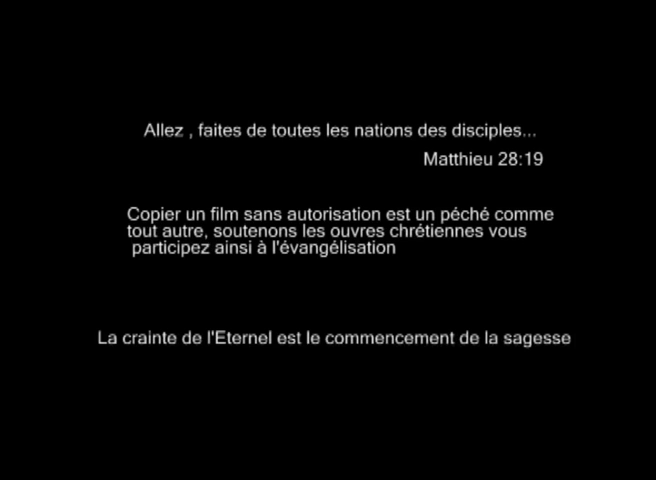 Allez , faites de toutes les nations des disciples...
Matthieu 28:19
Copier un film sans autorisation est un péché comme
tout autre, soutenons les ouvres chrétiennes vous
participez ainsi à l'évangélisation
La crainte de l'Eternel est le commencement de la sagesse